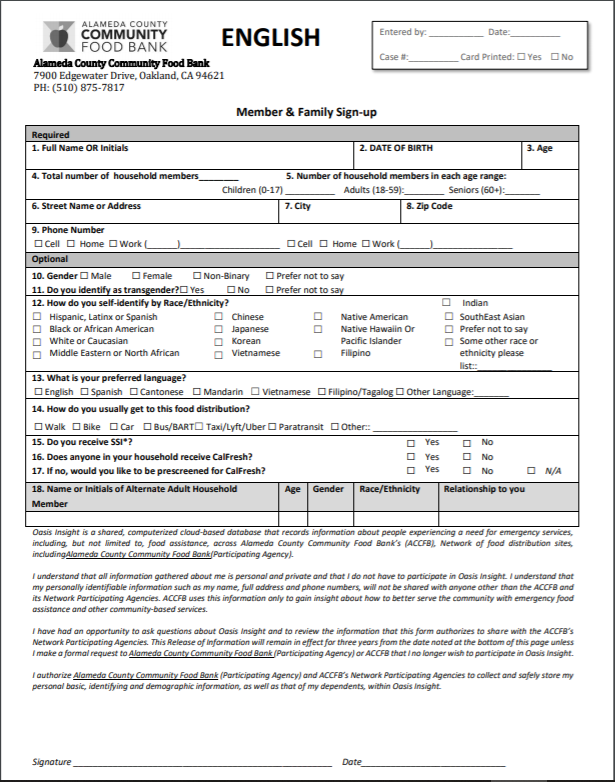 ALAMEDA COUNTY
COMMUNITY
FOOD BANK
ENGLISH
Entered by: ____________ Date:____________
Case #:____________ Card Printed: ☐ Yes ☐ No
Alameda County Community Food Bank
7900 Edgewater Drive, Oakland, CA 94621
PH: (510) 875-7817
Member & Family Sign-up
Required
1. Full Name OR Initials 2. DATE OF BIRTH 3. Age
4. Total number of household members________ 5. Number of household members in each age range:
Children (0-17) __________ Adults (18-59):________ Seniors (60+):_______
6. Street Name or Address 7. City 8. Zip Code
9. Phone Number
☐ Cell ☐ Home ☐ Work (______)____________________ ☐ Cell ☐ Home ☐ Work (______)________________
Optional
10. Gender ☐ Male ☐ Female ☐ Non-Binary ☐ Prefer not to say
11. Do you identify as transgender?☐ Yes ☐ No ☐ Prefer not to say
12. How do you self-identify by Race/Ethnicity? ☐ Indian
☐ Hispanic, Latinx or Spanish ☐ Chinese ☐ Native American ☐ SouthEast Asian
☐ Black or African American ☐ Japanese ☐ Native Hawaiin Or ☐ Prefer not to say
☐ White or Caucasian ☐ Korean Pacific Islander ☐ Some other race or
☐ Middle Eastern or North African ☐ Vietnamese ☐ Filipino ethnicity please
list::_______________
13. What is your preferred language?
☐ English ☐ Spanish ☐ Cantonese ☐ Mandarin ☐ Vietnamese ☐ Filipino/Tagalog ☐ Other Language:_______
14. How do you usually get to this food distribution?
☐ Walk ☐ Bike ☐ Car ☐ Bus/BART☐ Taxi/Lyft/Uber ☐ Paratransit ☐ Other:: _________________
15. Do you receive SSI*? ☐ Yes ☐ No
16. Does anyone in your household receive CalFresh? ☐ Yes ☐ No
17. If no, would you like to be prescreened for CalFresh? ☐ Yes ☐ No ☐ N/A
18. Name or Initials of Alternate Adult Household Age Gender Race/Ethnicity Relationship to you
Member
Oasis Insight is a shared, computerized cloud-based database that records information about people experiencing a need for emergency services,
including, but not limited to, food assistance, across Alameda County Community Food Bank's (ACCFB), Network of food distribution sites,
includingAlameda County Community Food Bank(Participating Agency).
I understand that all information gathered about me is personal and private and that I do not have to participate in Oasis Insight. I understand that
my personally identifiable information such as my name, full address and phone numbers, will not be shared with anyone other than the ACCFB and
its Network Participating Agencies. ACCFB uses this information only to gain insight about how to better serve the community with emergency food
assistance and other community-based services.
I have had an opportunity to ask questions about Oasis Insight and to review the information that this form authorizes to share with the ACCFB's
Network Participating Agencies. This Release of Information will remain in effect for three years from the date noted at the bottom of this page unless
I make a formal request to Alameda County Community Food Bank (Participating Agency) or ACCFB that I no longer wish to participate in Oasis Insight.
I authorize Alameda County Community Food Bank (Participating Agency) and ACCFB's Network Participating Agencies to collect and safely store my
personal basic, identifying and demographic information, as well as that of my dependents, within Oasis Insight.
Signature ____________________________________________ Date_________________________